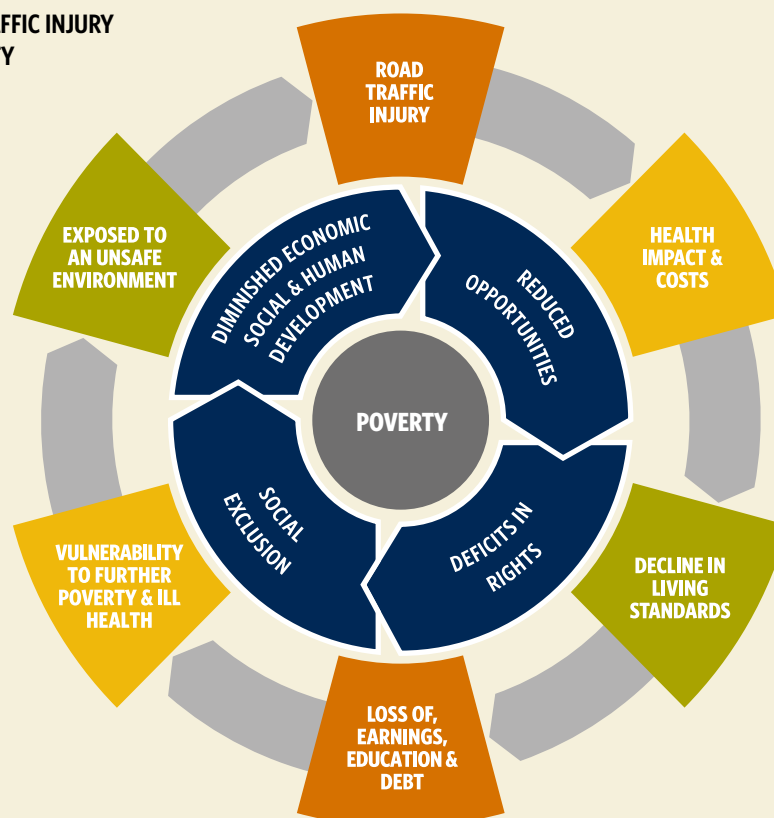 INJURY
ROAD
TRAFFIC
INJURY
EXPOSED TO
AN UNSAFE
ENVIRONMENT
HEALTH
IMPACT &
COSTS
DIMINISHED ECONOMIC
SOCIAL & HUMAN
DEVELOPMENT
REDUCED
OPPORTUNITIES
POVERTY
SOCIAL
EXCLUSION
DEFICITS IN
RIGHTS
VULNERABILITY
TO FURTHER
POVERTY & ILL
HEALTH
DECLINE IN
LIVING
STANDARDS
LOSS OF,
EARNINGS,
EDUCATION &
DEBT